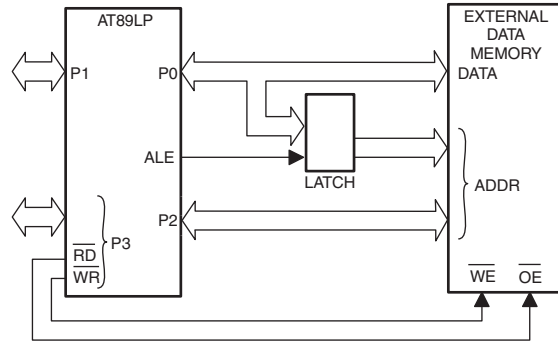 AT89LP
EXTERNAL
DATA
MEMORY
P1
P0
DATA
ALE
LATCH
ADDR
P2
P3
RD
WR
WE
OE